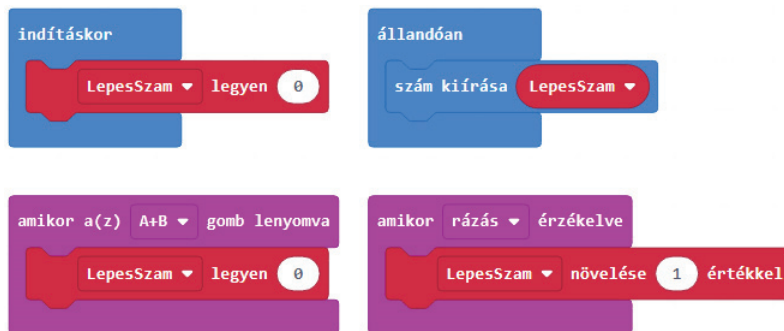 indításkor
LepesSzam legyen 0
állandóan
szám kiírása LepesSzam
amikor a(z) A+B gomb lenyomva
LepesSzam legyen 0
amikor rázás érzékelve
LepesSzam növelése 1 értékkel